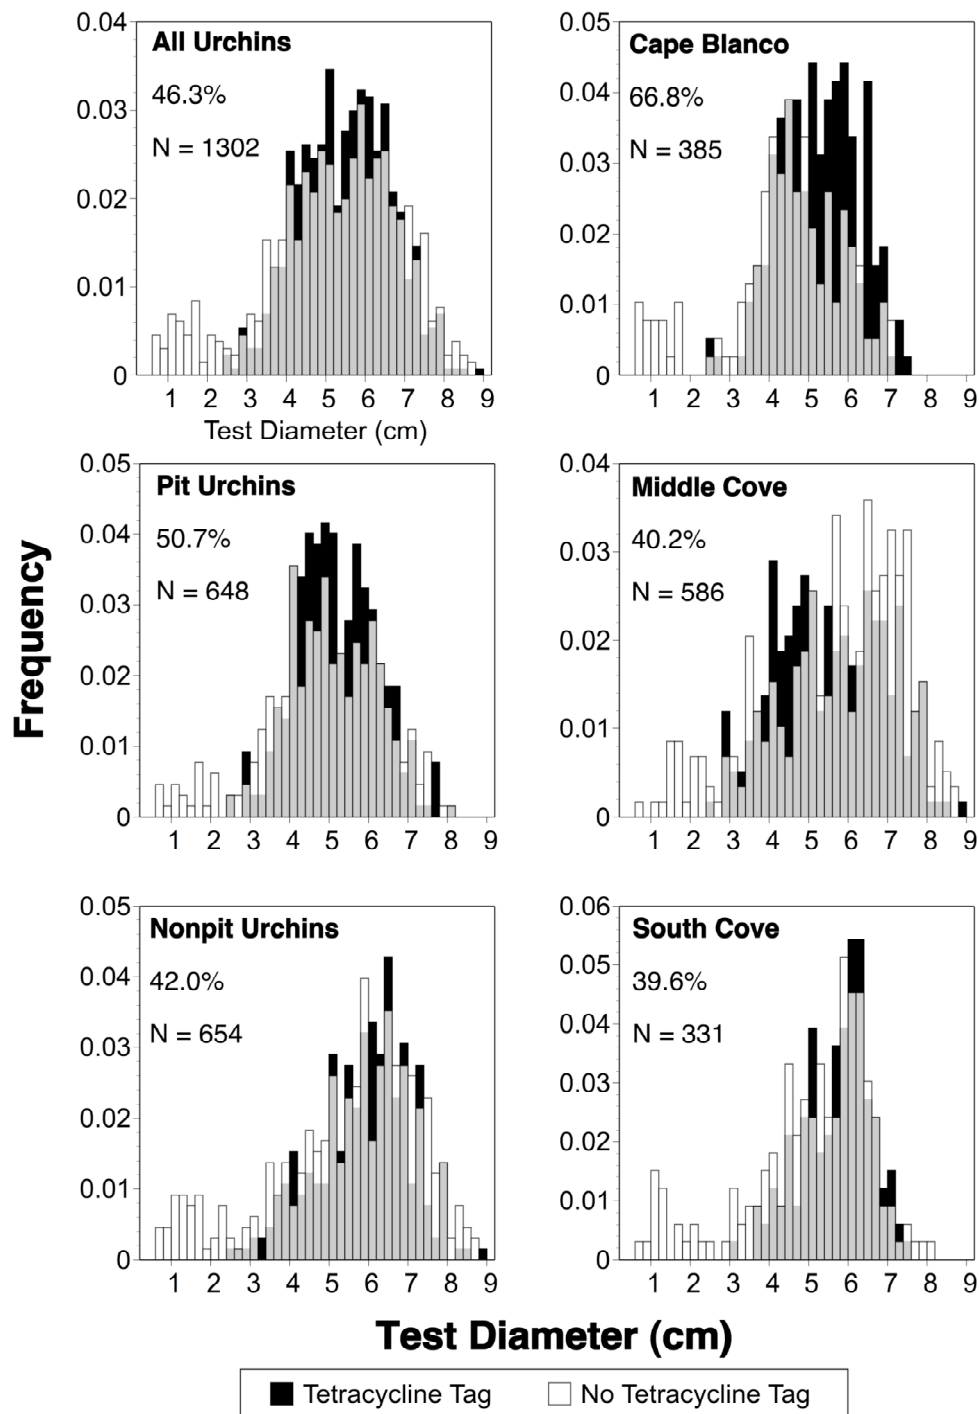 0.04
0.03
0.02
0.01
0
All Urchins
46.3%
N = 1302
1 2 3 4 5 6 7 8 9
Test Diameter (cm)
0.05
0.04
0.03
0.02
0.01
0
Cape Blanco
66.8%
N = 385
1 2 3 4 5 6 7 8 9
Frequency
0.05
0.04
0.03
0.02
0.01
0
Pit Urchins
50.7%
N = 648
1 2 3 4 5 6 7 8 9
0.04
0.03
0.02
0.01
0
Middle Cove
40.2%
N = 586
1 2 3 4 5 6 7 8 9
0.05
0.04
0.03
0.02
0.01
0
Nonpit Urchins
42.0%
N = 654
1 2 3 4 5 6 7 8 9
0.06
0.05
0.04
0.03
0.02
0.01
0
South Cove
39.6%
N = 331
1 2 3 4 5 6 7 8 9
Test Diameter (cm)
Tetracycline Tag
No Tetracycline Tag